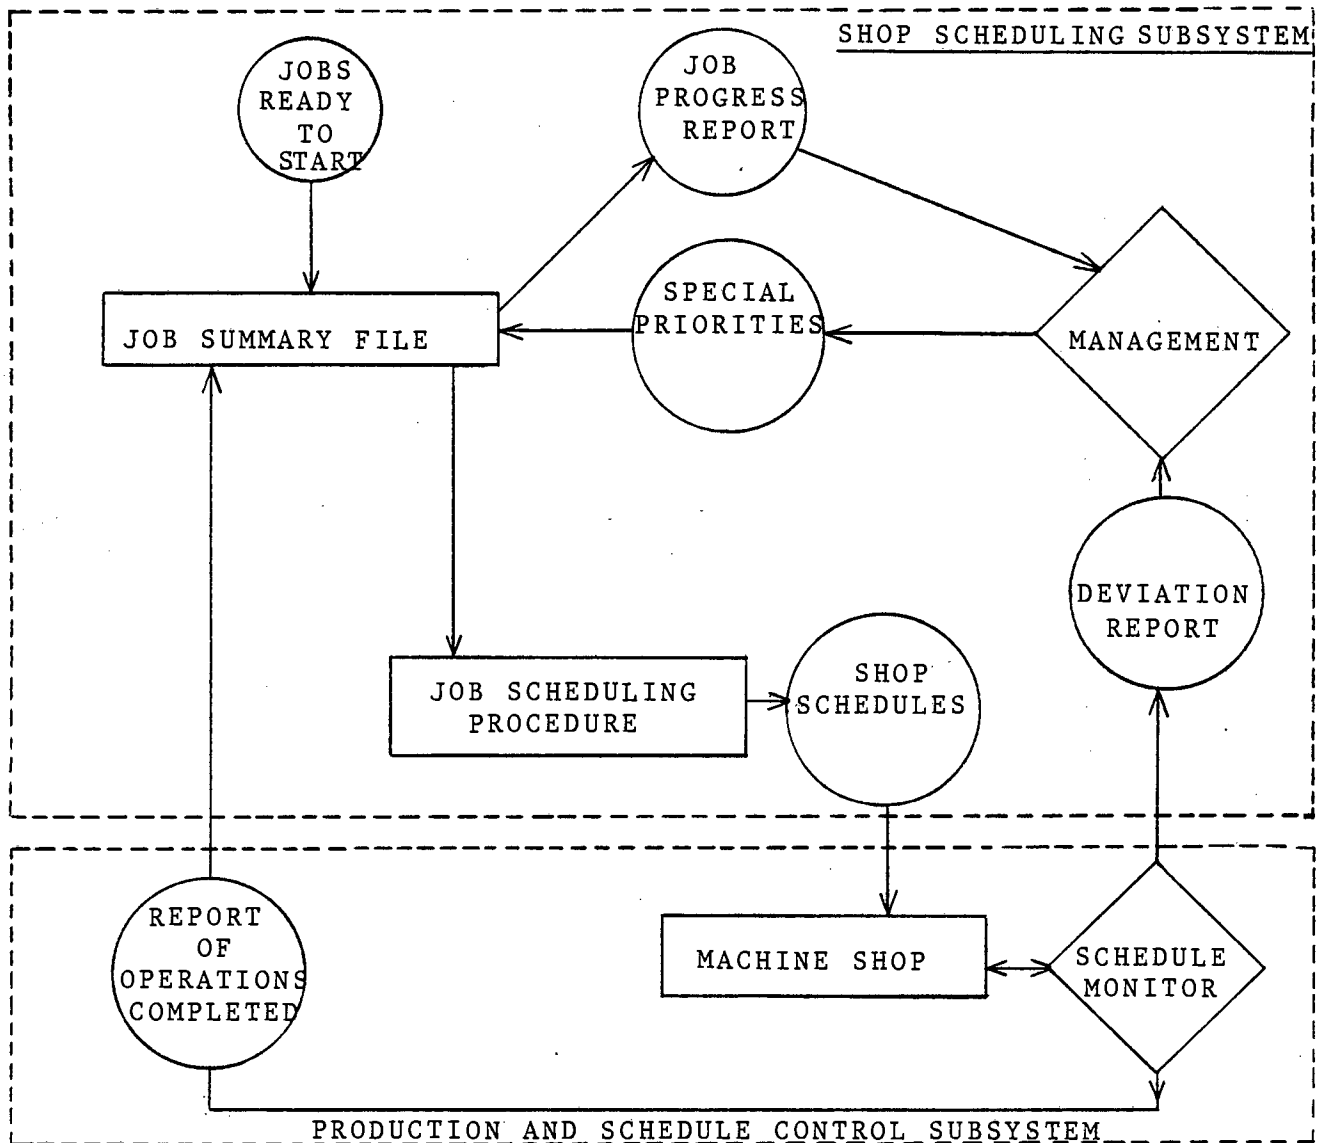 SHOP SCHEDULING SUBSYSTEM
JOBS
READY
TO
START
JOB
PROGRESS
REPORT
SPECIAL
PRIORITIES
JOB SUMMARY FILE
MANAGEMENT
DEVIATION
REPORT
JOB SCHEDULING
PROCEDURE
SHOP
SCHEDULES
REPORT
OF
OPERATIONS
COMPLETED
MACHINE SHOP
SCHEDULE
MONITOR
PRODUCTION AND SCHEDULE CONTROL SUBSYSTEM